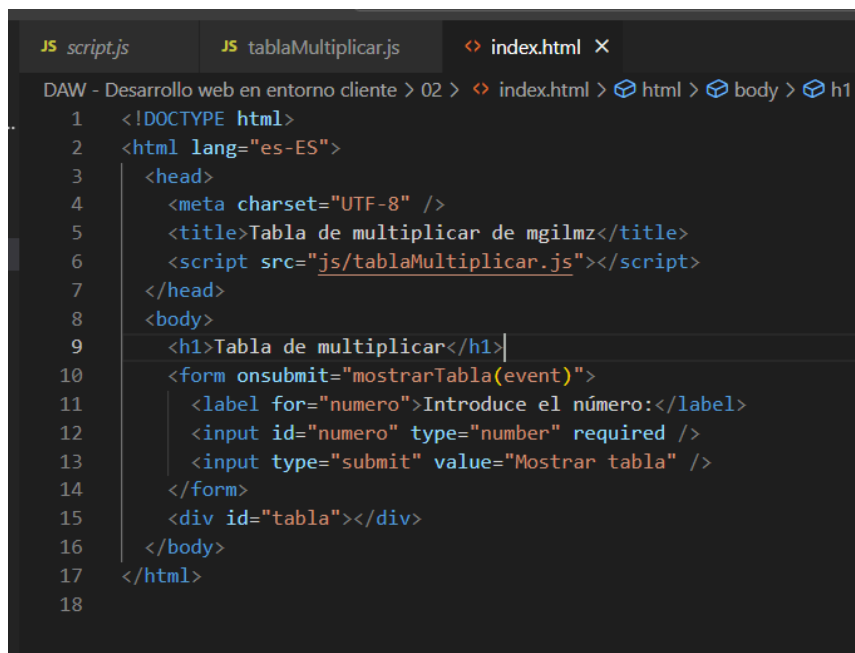 JS script.js JS tablaMultiplicar.js <> index.html ×
DAW - Desarrollo web en entorno cliente > 02 > <> index.html > html > body > h1
1 <!DOCTYPE html>
2 <html lang="es-ES">
3 <head>
4 <meta charset="UTF-8" />
5 <title>Tabla de multiplicar de mgilmz</title>
6 <script src="js/tablaMultiplicar.js"></script>
7 </head>
8 <body>
9 <h1>Tabla de multiplicar</h1>
10 <form onsubmit="mostrarTabla(event)">
11 <label for="numero">Introduce el número:</label>
12 <input id="numero" type="number" required />
13 <input type="submit" value="Mostrar tabla" />
14 </form>
15 <div id="tabla"></div>
16 </body>
17 </html>
18